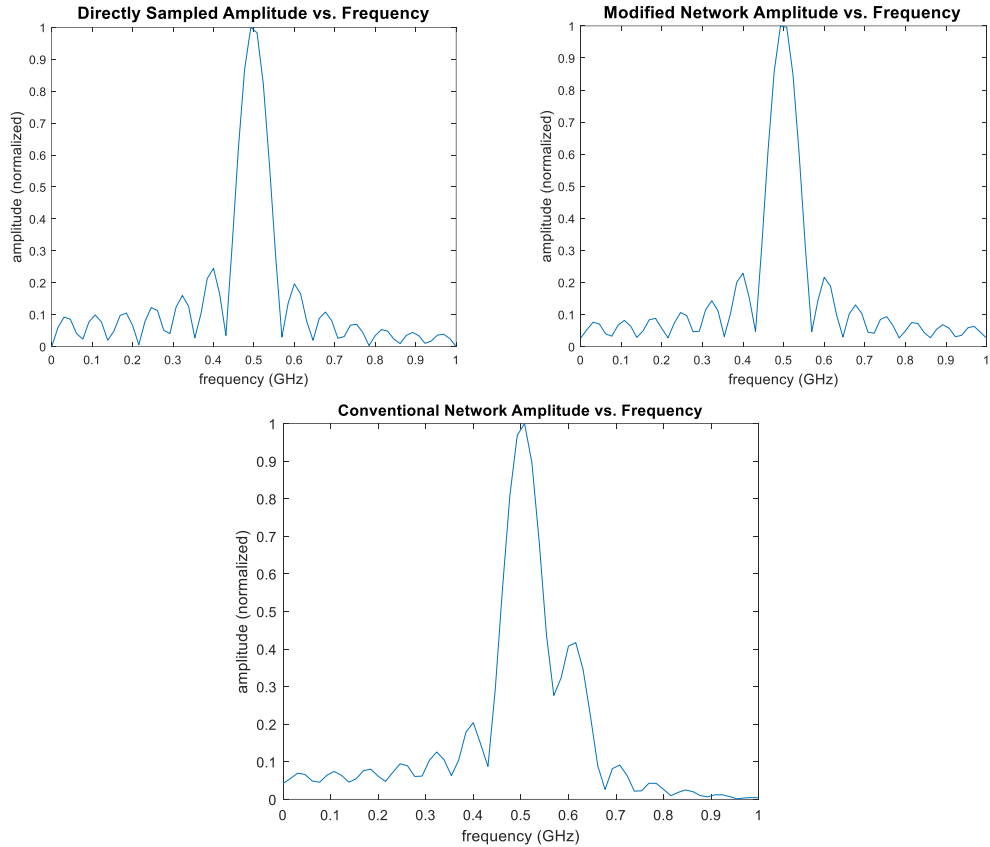 Directly Sampled Amplitude vs. Frequency
amplitude (normalized)
1
0.9
0.8
0.7
0.6
0.5
0.4
0.3
0.2
0.1
0
0 0.1 0.2 0.3 0.4 0.5 0.6 0.7 0.8 0.9 1
frequency (GHz)
Modified Network Amplitude vs. Frequency
amplitude (normalized)
1
0.9
0.8
0.7
0.6
0.5
0.4
0.3
0.2
0.1
0
0 0.1 0.2 0.3 0.4 0.5 0.6 0.7 0.8 0.9 1
frequency (GHz)
Conventional Network Amplitude vs. Frequency
amplitude (normalized)
1
0.9
0.8
0.7
0.6
0.5
0.4
0.3
0.2
0.1
0
0 0.1 0.2 0.3 0.4 0.5 0.6 0.7 0.8 0.9 1
frequency (GHz)